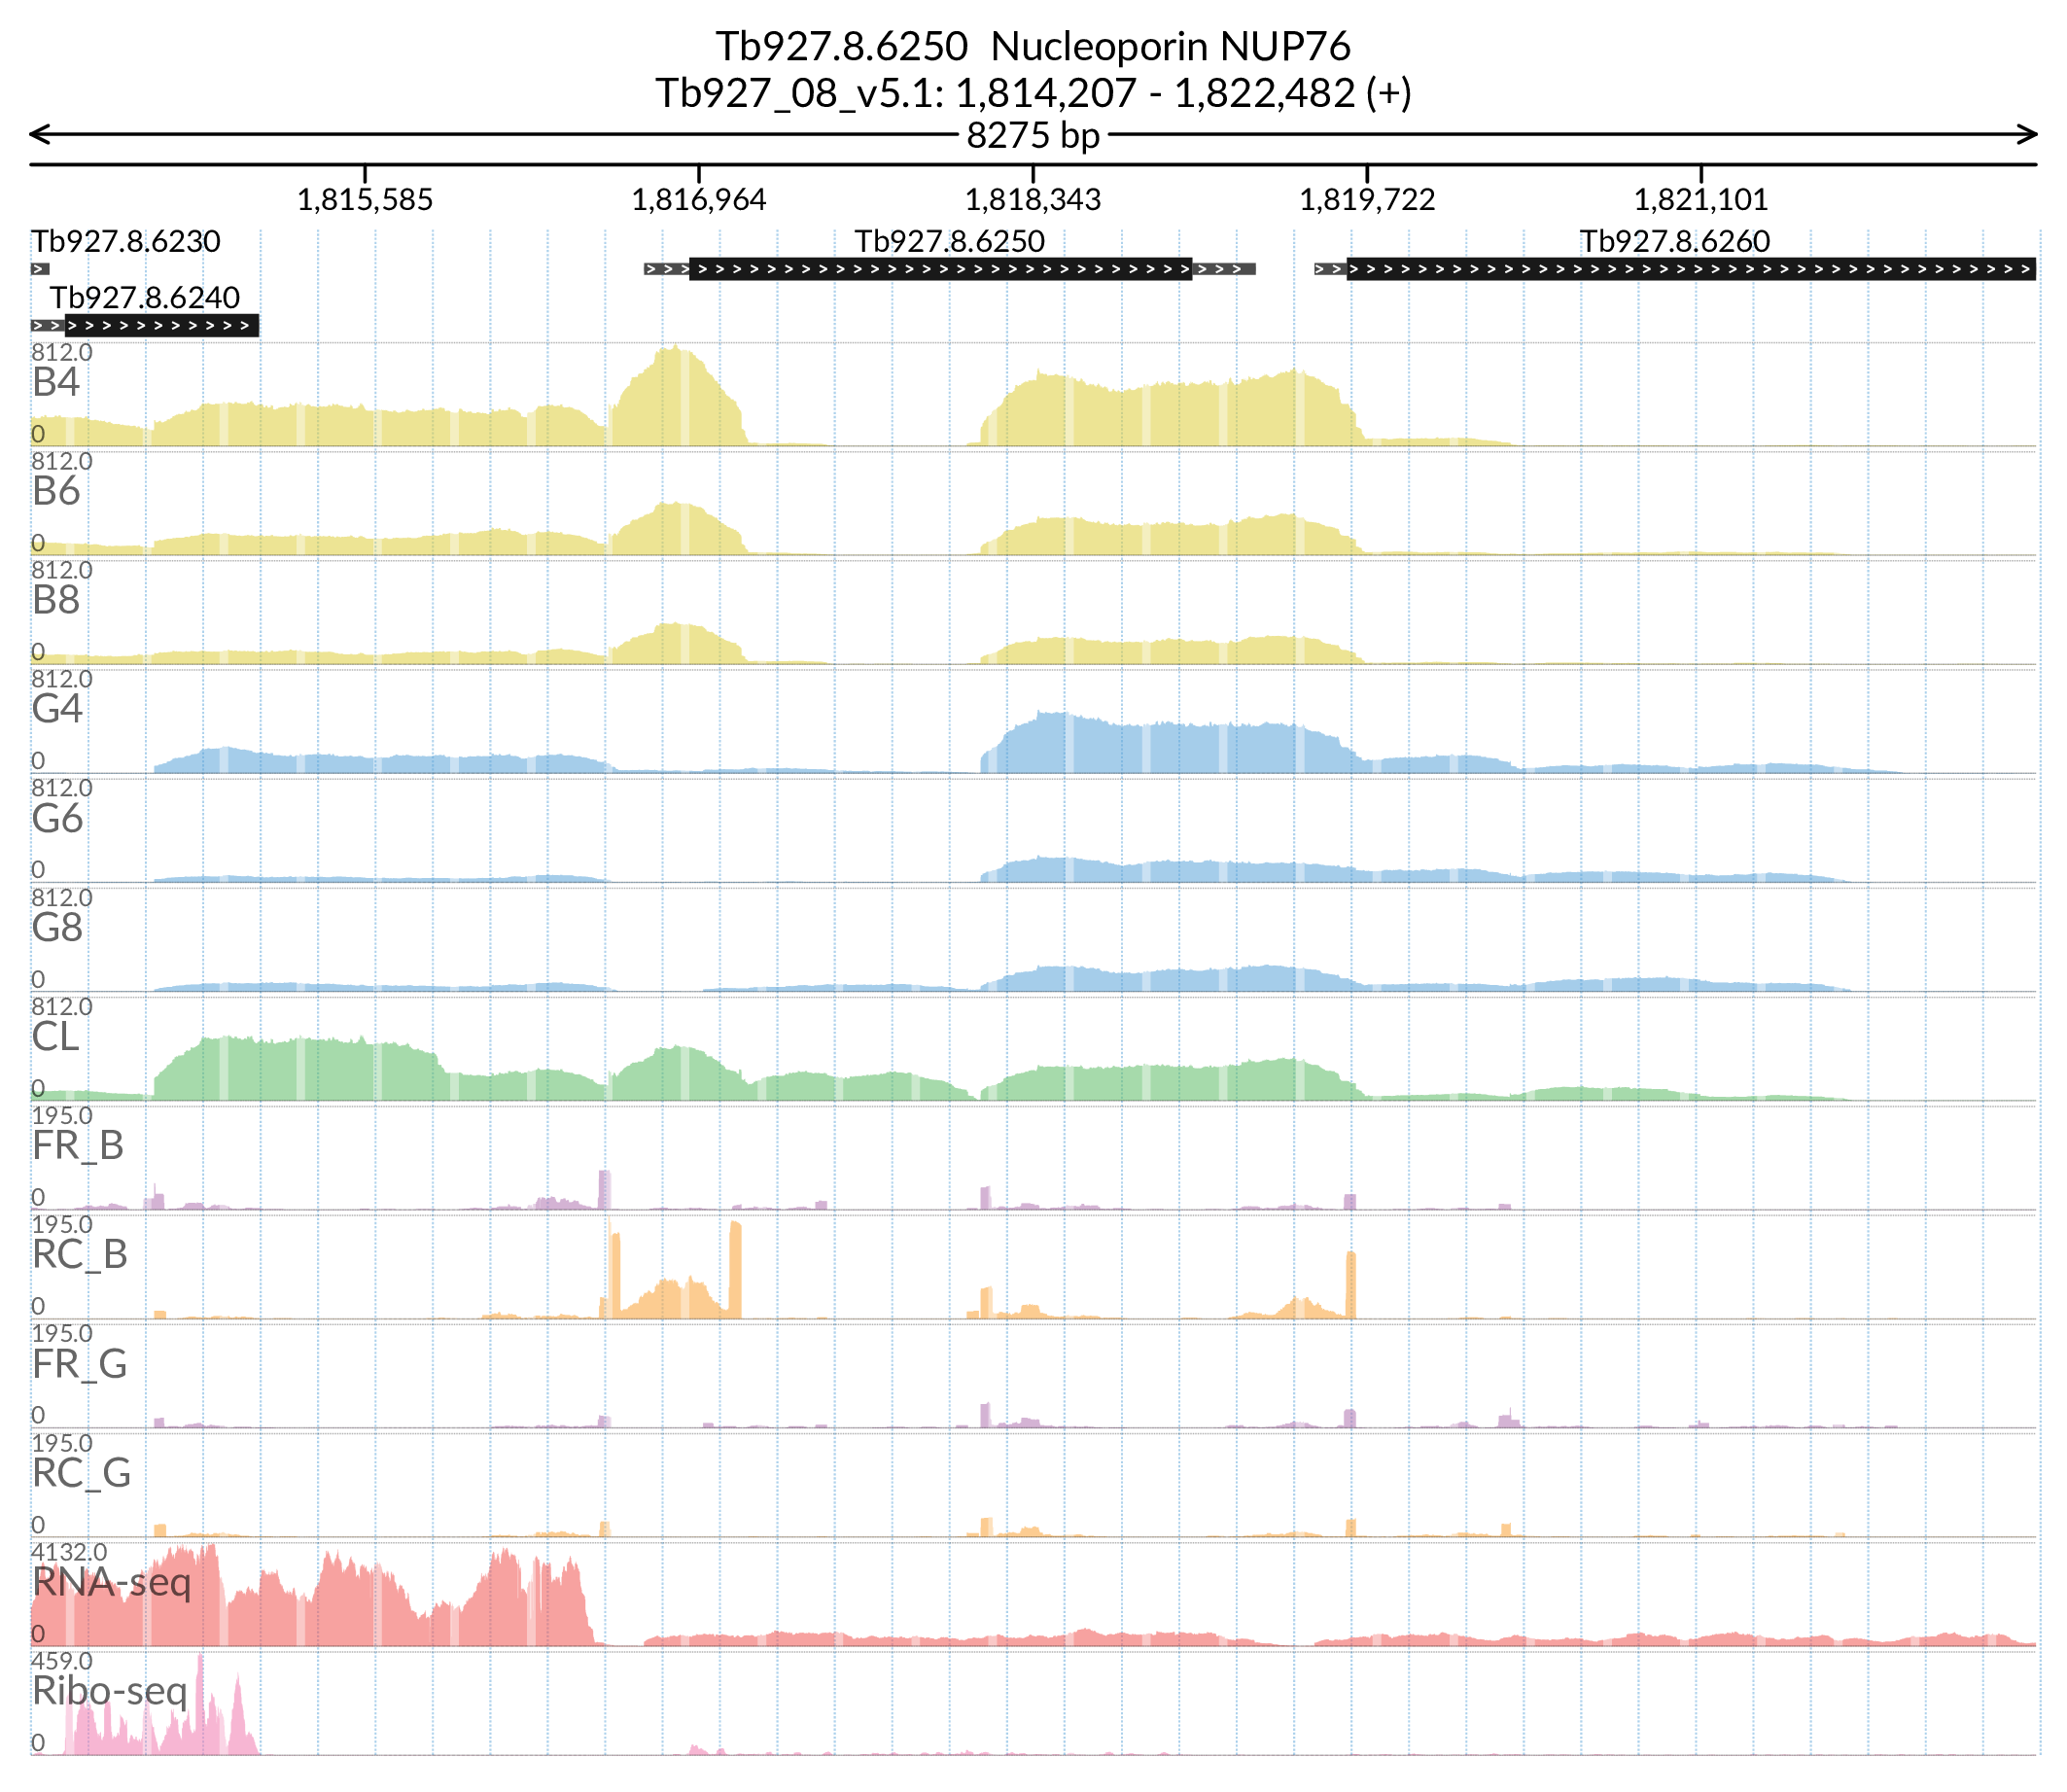 Tb927.8.6250 Nucleoporin NUP76
Tb927_08_v5.1: 1,814,207 - 1,822,482 (+)
8275 bp
1,815,585 1,816,964 1,818,343 1,819,722 1,821,101
Tb927.8.6230 Tb927.8.6250 Tb927.8.6260
Tb927.8.6240
812.0
B4
0
812.0
B6
0
812.0
B8
0
812.0
G4
0
812.0
G6
0
812.0
G8
0
812.0
CL
0
195.0
FR_B
0
195.0
RC_B
0
195.0
FR_G
0
195.0
RC_G
0
4132.0
RNA-seq
0
459.0
Ribo-seq
0